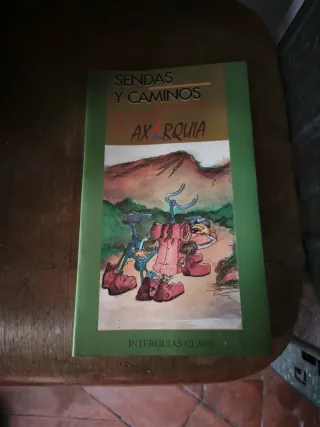 SENDAS
Y CAMINOS
AXARQUIA
INTERGUIAS CLAVE